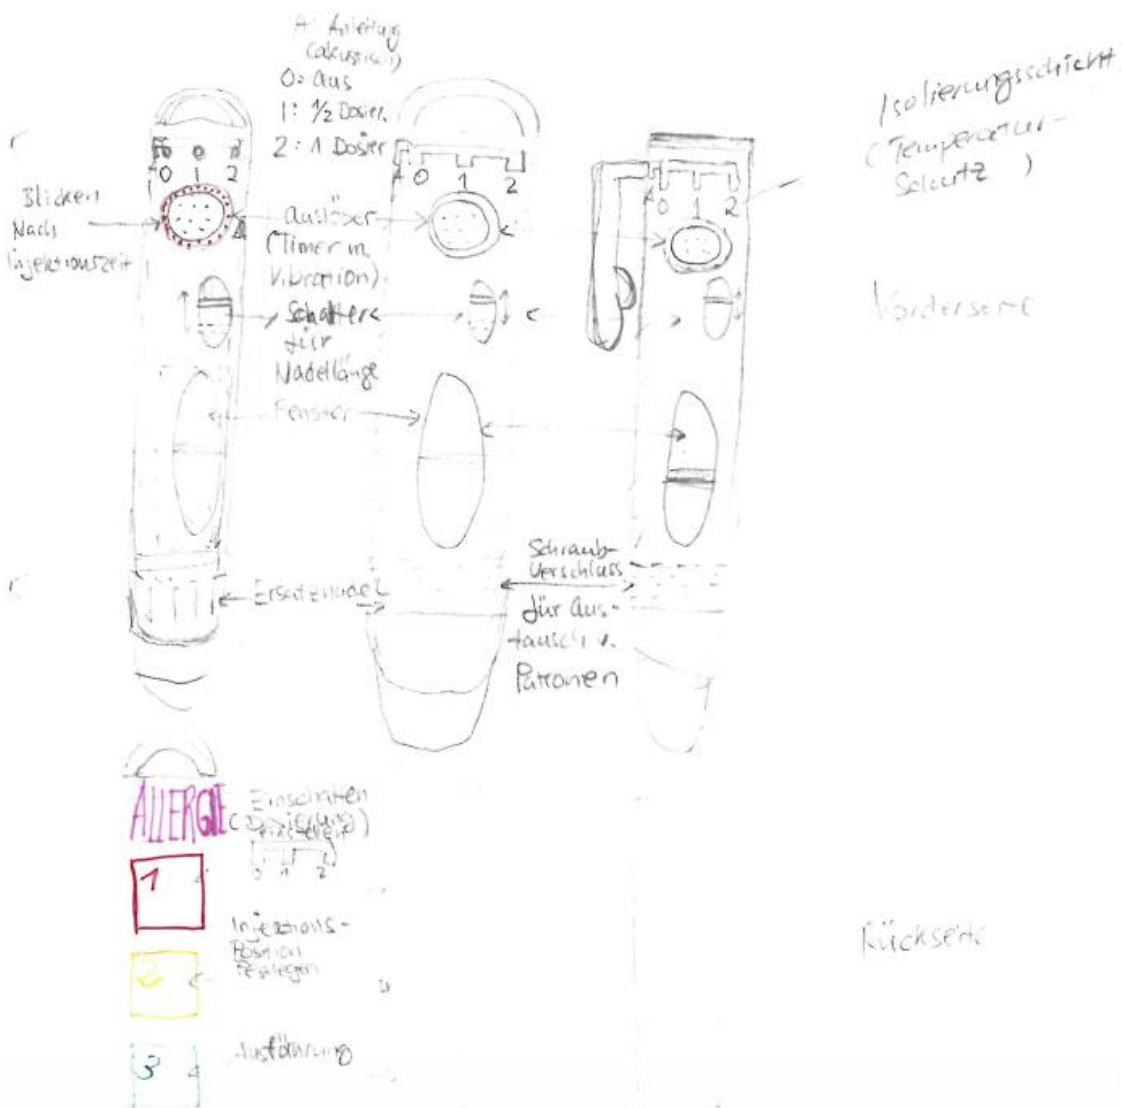 A: Anleitung
(akustisch)
0: aus
1: 1/2 Dosier.
2: 1 Dosier
Isolierungsschicht
(Temperatur-
Schutz )
0 1 2
A 0 1 2
A 0 1 2
Blicken
Nach
Injektionszeit
auslöser
(Timer m.
Vibration)
Schalter
für
Nadellänge
Vorderseite
Fenster
Schraub-
verschluss
für Aus-
tausch v.
Patronen
Ersatznadel
ALLERGIE
Einschalten
0 1 2
1
Injektions-
Position
Festlegen
2
Rückseite
Ausführung
3